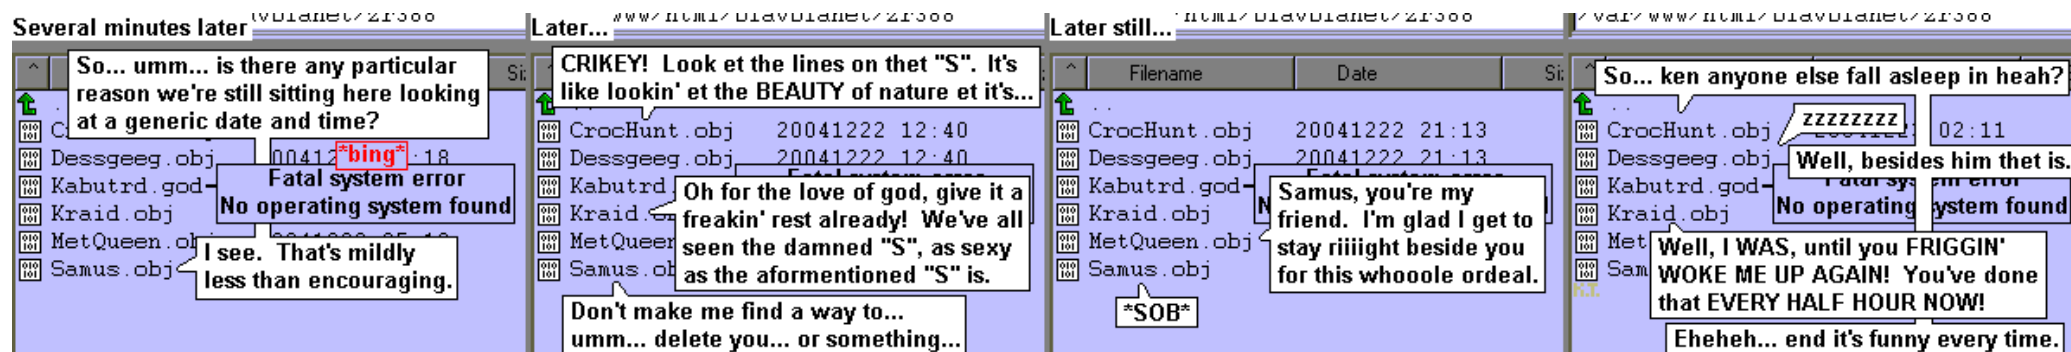 Several minutes later
So... umm... is there any particular
reason we're still sitting here looking
at a generic date and time?
^
..
Dessgeeg.obj
*bing*
:18
Kabutrd.god
Fatal system error
No operating system found
Kraid.obj
Samus.obj
I see. That's mildly
less than encouraging.
Later...
CRIKEY! Look et the lines on thet "S". It's
like lookin' et the BEAUTY of nature et it's...
CrocHunt.obj 20041222 12:40
Dessgeeg.obj 20041222 12:40
Kabutrd
Oh for the love of god, give it a
freakin' rest already! We've all
seen the damned "S", as sexy
as the aformentioned "S" is.
MetQueen
Don't make me find a way to...
umm... delete you... or something...
Later still...
^ Filename Date
..
CrocHunt.obj 20041222 21:13
Dessgeeg.obj 20041222 21:13
Kabutrd.god
Kraid.obj
MetQueen.obj
Samus.obj
Samus, you're my
friend. I'm glad I get to
stay riiiight beside you
for this whooole ordeal.
*SOB*
So... ken anyone else fall asleep in heah?
..
CrocHunt.obj
zzzzzzzz
02:11
Dessgeeg.obj
Well, besides him thet is.
Kabutrd.god
Fatal system error
No operating system found
Kraid.obj
Met
Sam
Well, I WAS, until you FRIGGIN'
WOKE ME UP AGAIN! You've done
that EVERY HALF HOUR NOW!
Eheheh... end it's funny every time.